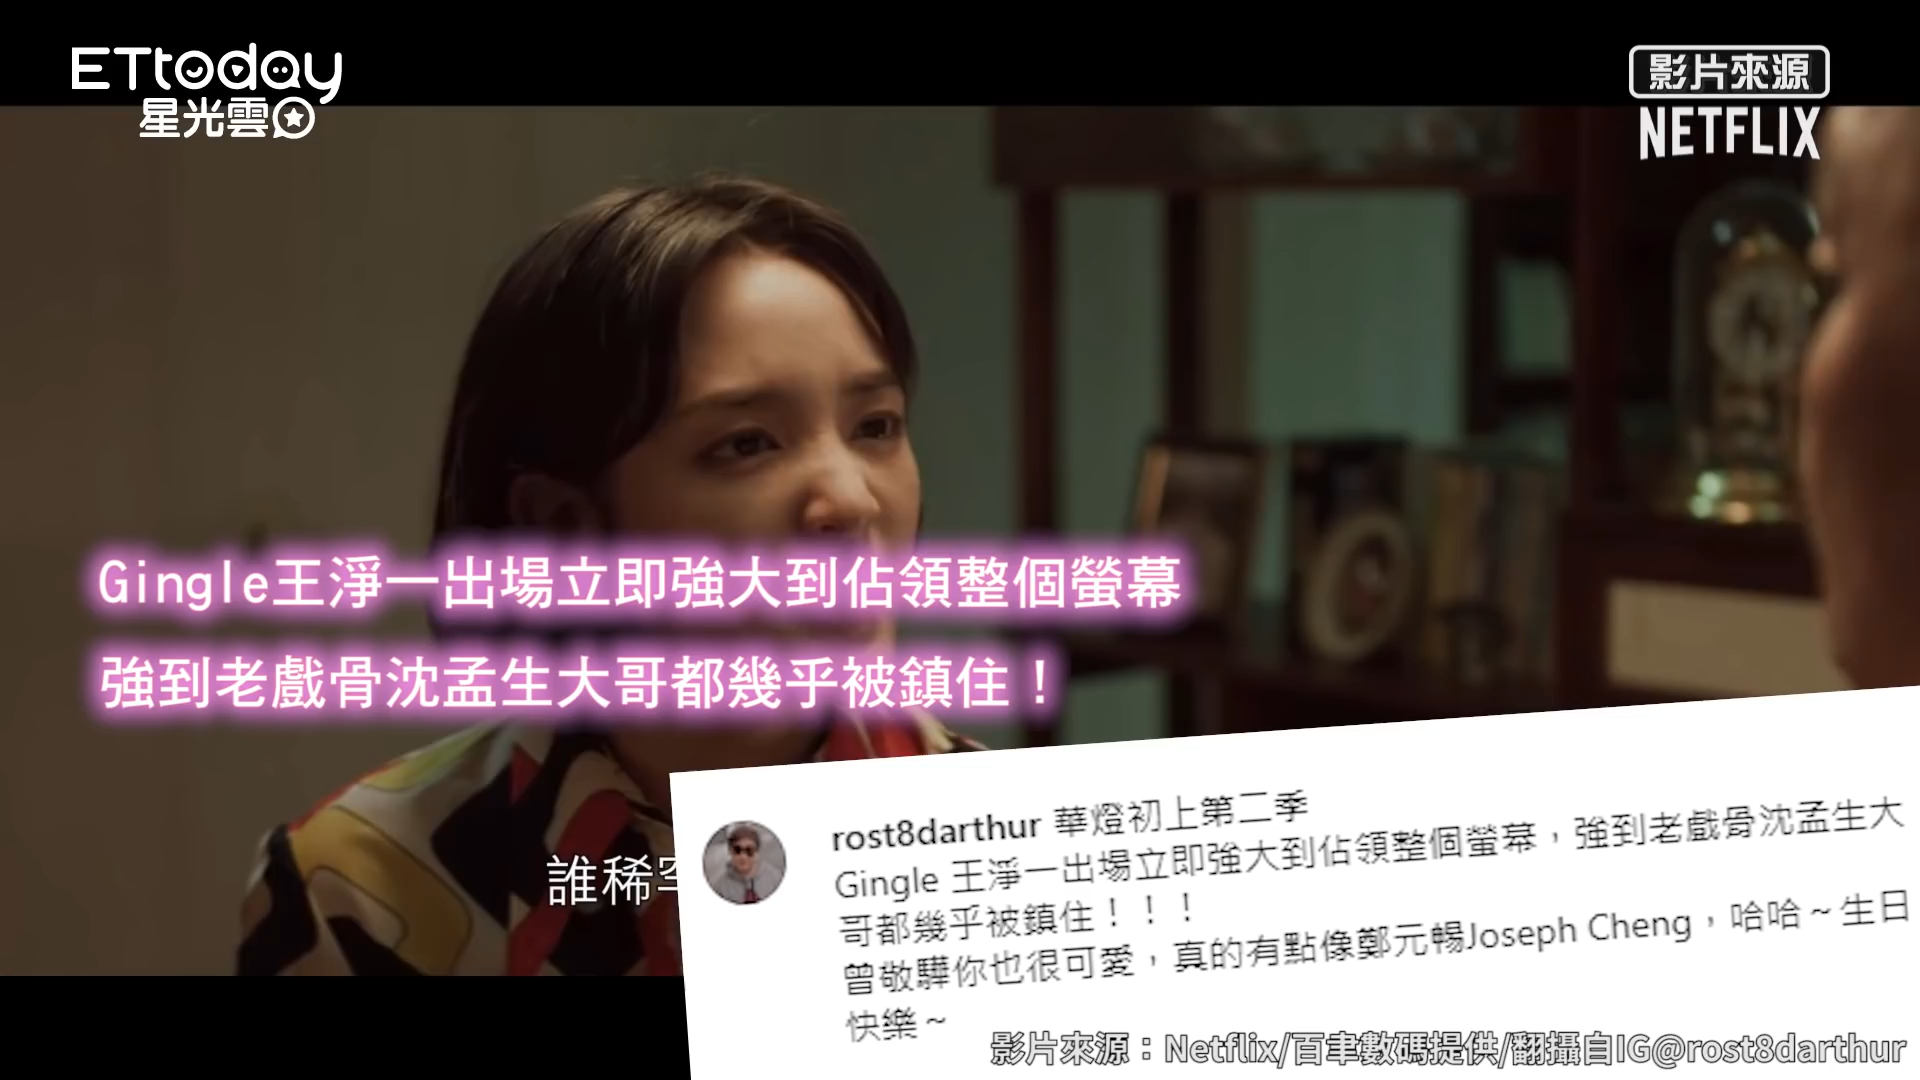 ETtoday
星光雲
影片來源
NETFLIX
Gingle王淨一出場立即強大到佔領整個螢幕
強到老戲骨沈孟生大哥都幾乎被鎮住！
誰稀罕
rost8darthur 華燈初上第二季
Gingle 王淨一出場立即強大到佔領整個螢幕，強到老戲骨沈孟生大
哥都幾乎被鎮住！！！
曾敬驊你也很可愛，真的有點像鄭元暢Joseph Cheng，哈哈～生日
快樂～
影片來源：Netflix/百聿數碼提供/翻攝自IG@rost8darthur